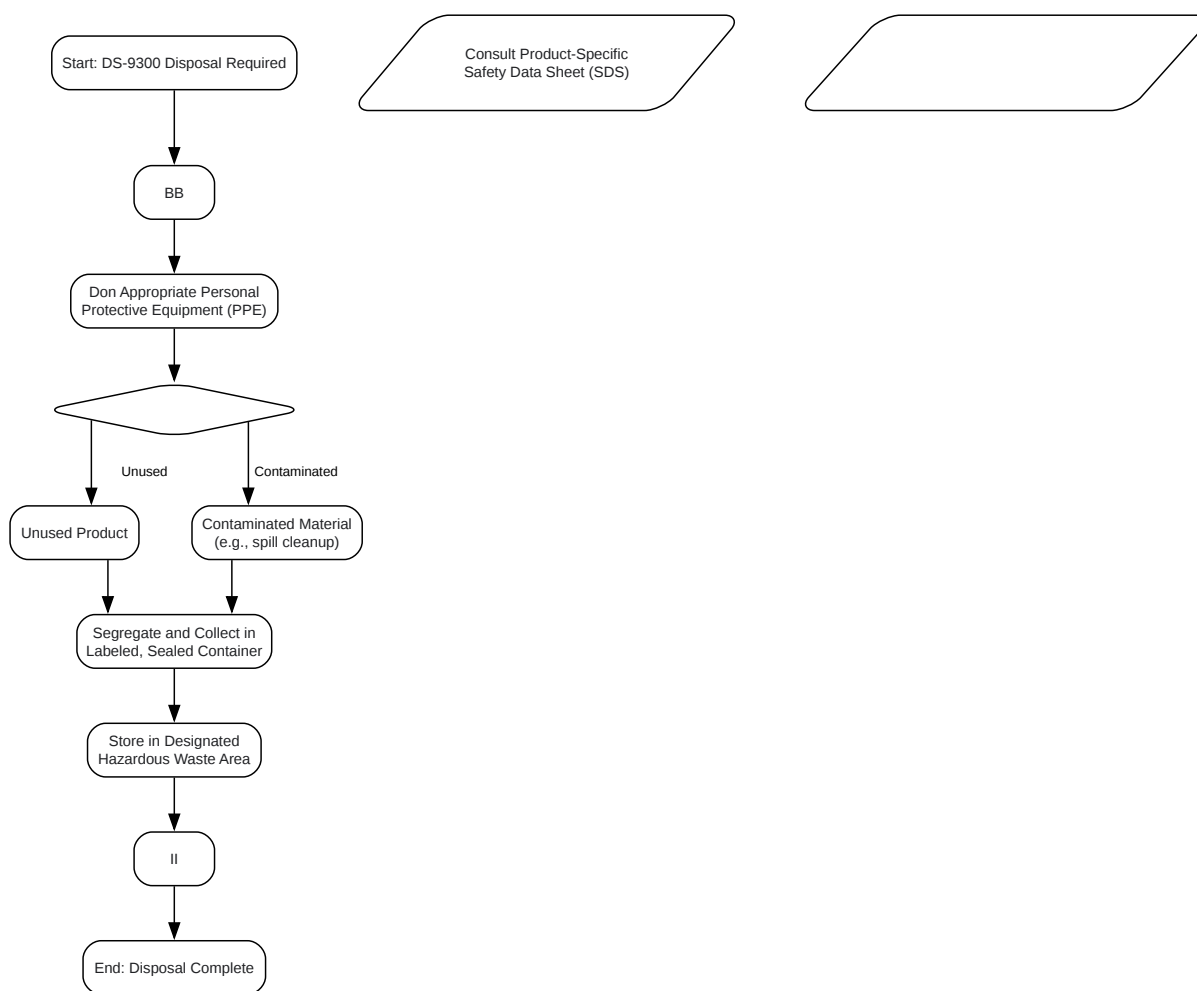 Start: DS-9300 Disposal Required
Consult Product-Specific
Safety Data Sheet (SDS)
BB
Don Appropriate Personal
Protective Equipment (PPE)
Unused
Contaminated
Unused Product
Contaminated Material
(e.g., spill cleanup)
Segregate and Collect in
Labeled, Sealed Container
Store in Designated
Hazardous Waste Area
II
End: Disposal Complete